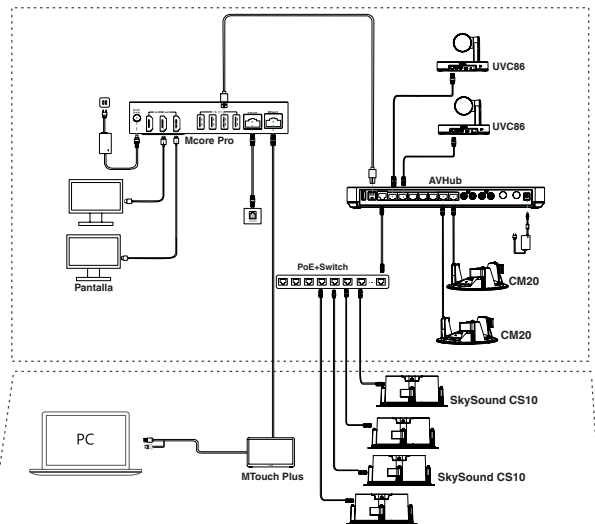 UVC86
Mcore Pro
UVC86
AVHub
PoE+Switch
CM20
Pantalla
CM20
SkySound CS10
PC
MTouch Plus
SkySound CS10